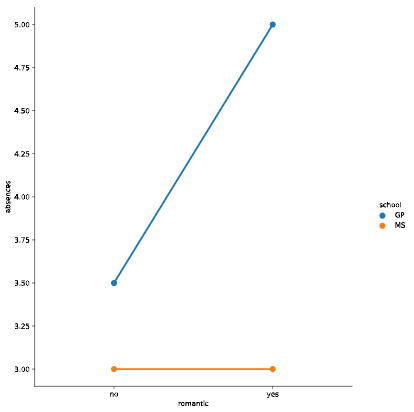 5.00
4.75
4.50
4.25
4.00
3.75
3.50
3.25
3.00
absences
no yes
romantic
school
GP
MS